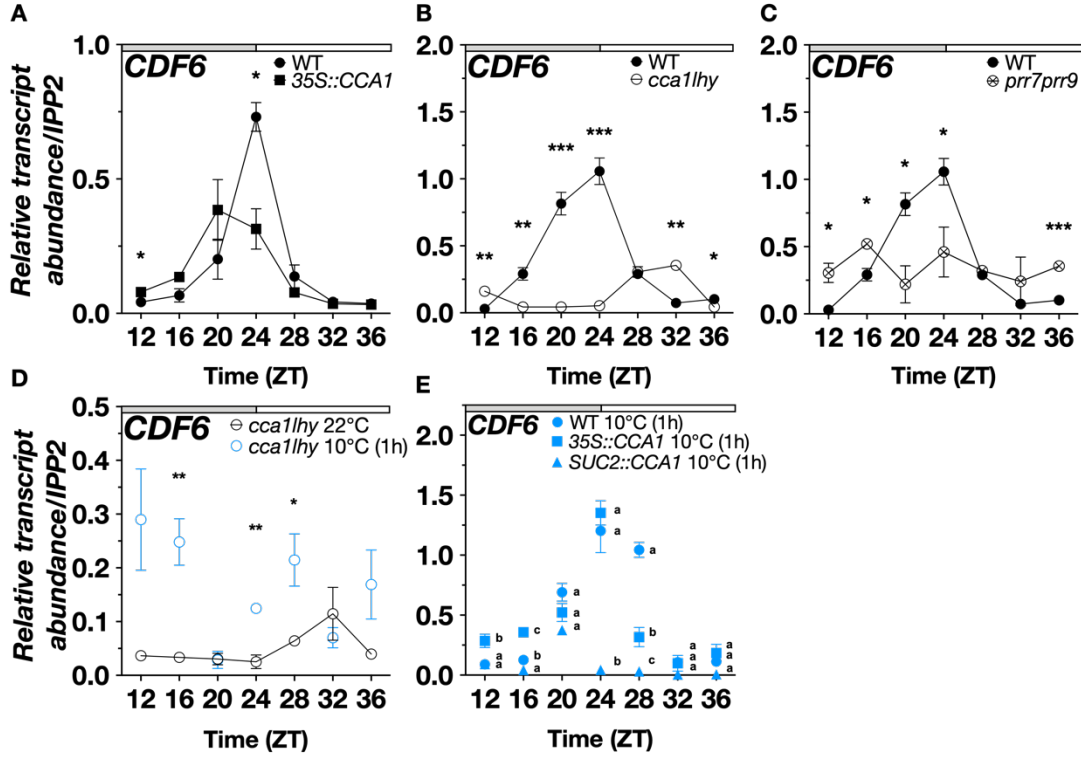 A
B
C
Relative transcript
abundance/IPP2
1.0
0.5
0.0
CDF6
WT
35S::CCA1
*
*
12 16 20 24 28 32 36
Time (ZT)
2.0
1.5
1.0
0.5
0.0
CDF6
WT
cca1lhy
** ** *** *** ** *
12 16 20 24 28 32 36
Time (ZT)
2.0
1.5
1.0
0.5
0.0
CDF6
WT
prr7prr9
* * * * ***
12 16 20 24 28 32 36
Time (ZT)
D
E
Relative transcript
abundance/IPP2
0.5
0.4
0.3
0.2
0.1
0.0
CDF6
cca1lhy 22°C
cca1lhy 10°C (1h)
** ** *
12 16 20 24 28 32 36
Time (ZT)
2.0
1.5
1.0
0.5
0.0
CDF6
WT 10°C (1h)
35S::CCA1 10°C (1h)
SUC2::CCA1 10°C (1h)
b
a
a
c
b
a
a
a
a
a
a
b
a
b
c
a
a
a
a
a
a
12 16 20 24 28 32 36
Time (ZT)